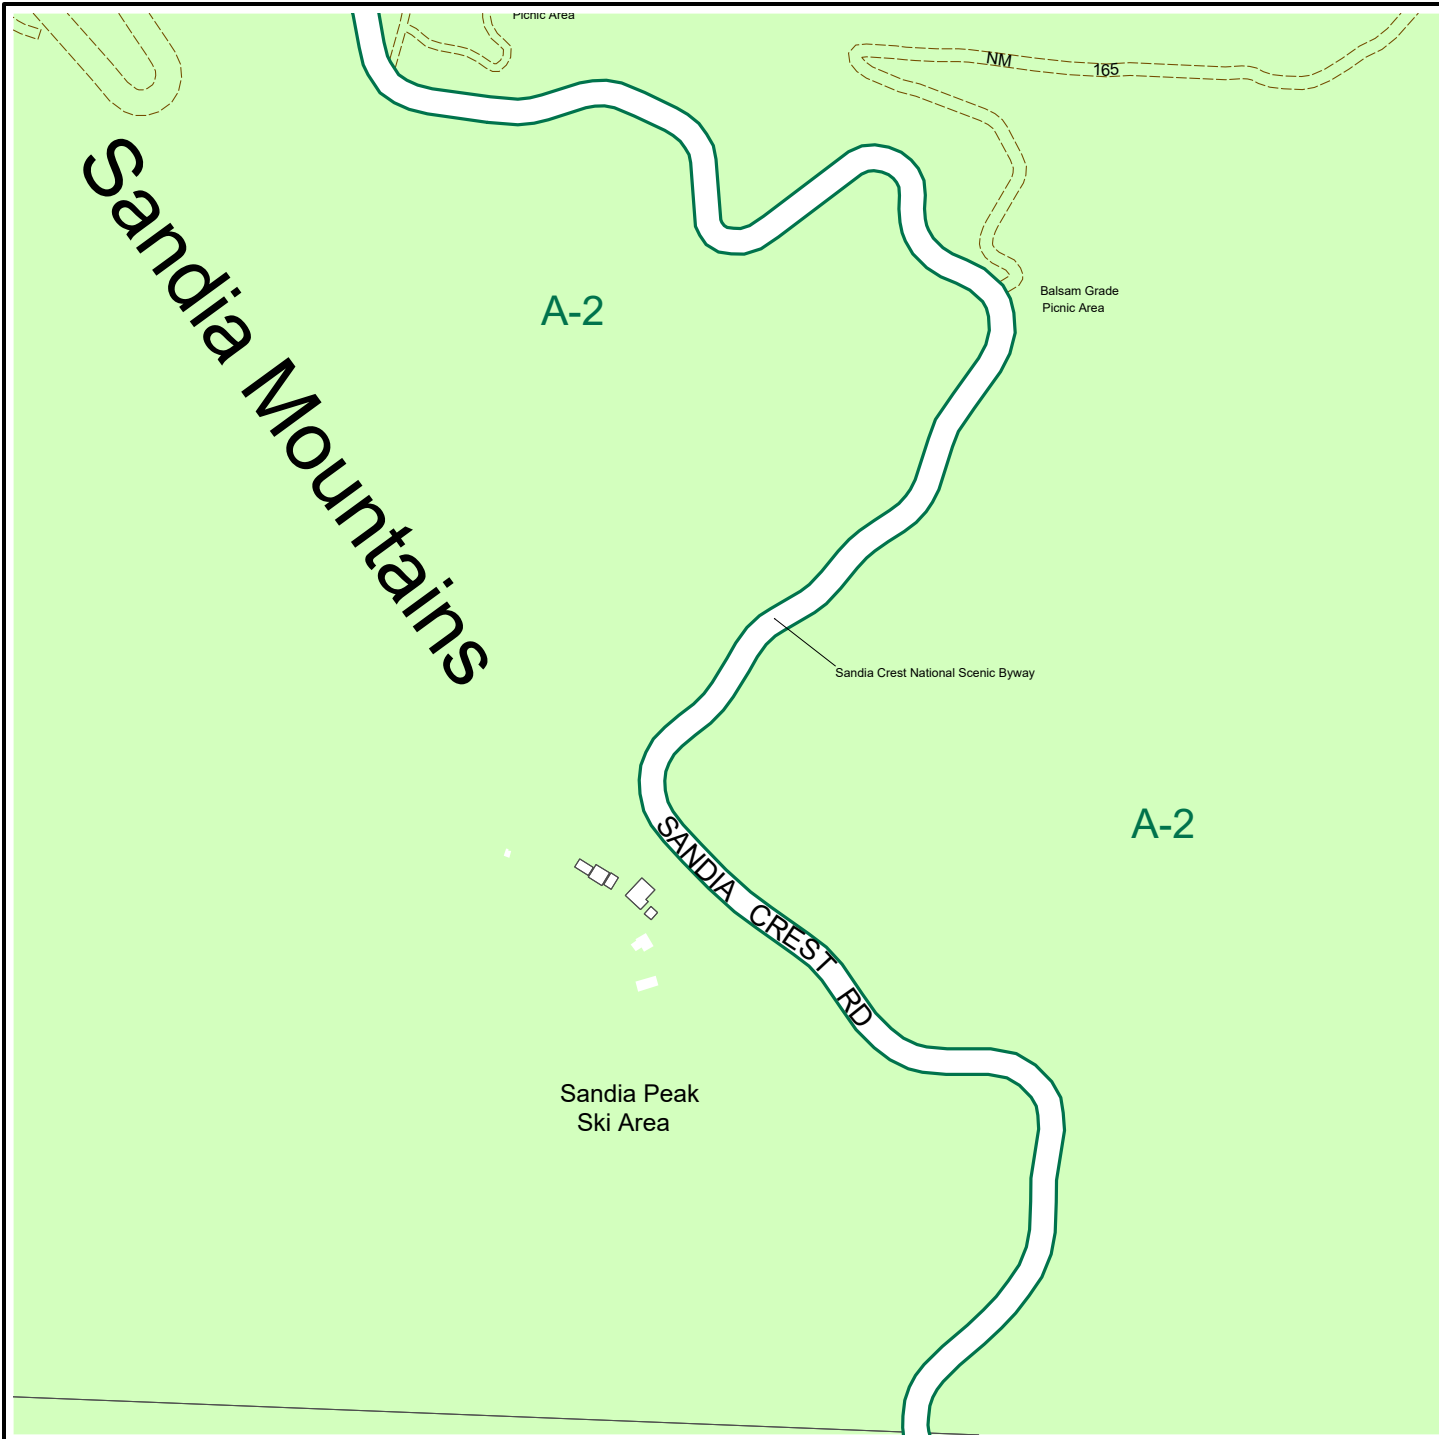 Picnic Area
NM 165
Sandia Mountains
A-2
Balsam Grade
Picnic Area
Sandia Crest National Scenic Byway
A-2
SANDIA CREST RD
Sandia Peak
Ski Area